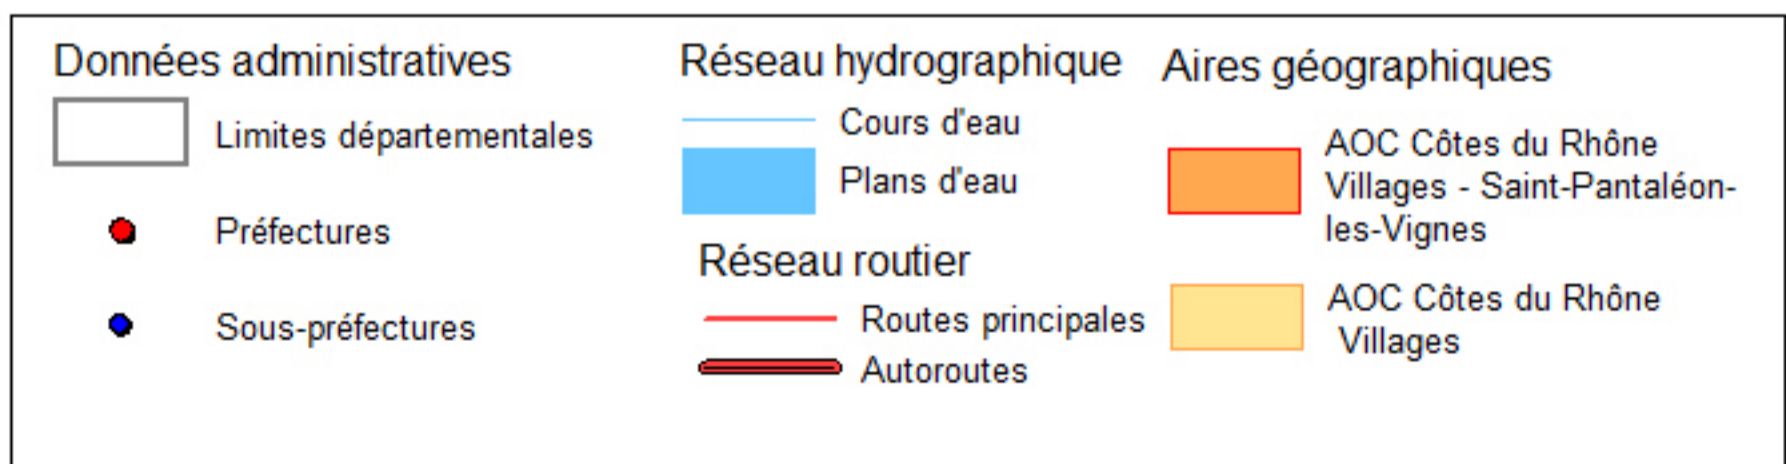 Données administratives
Limites départementales
Préfectures
Sous-préfectures
Réseau hydrographique
Cours d'eau
Plans d'eau
Réseau routier
Routes principales
Autoroutes
Aires géographiques
AOC Côtes du Rhône
Villages - Saint-Pantaléon-
les-Vignes
AOC Côtes du Rhône
Villages